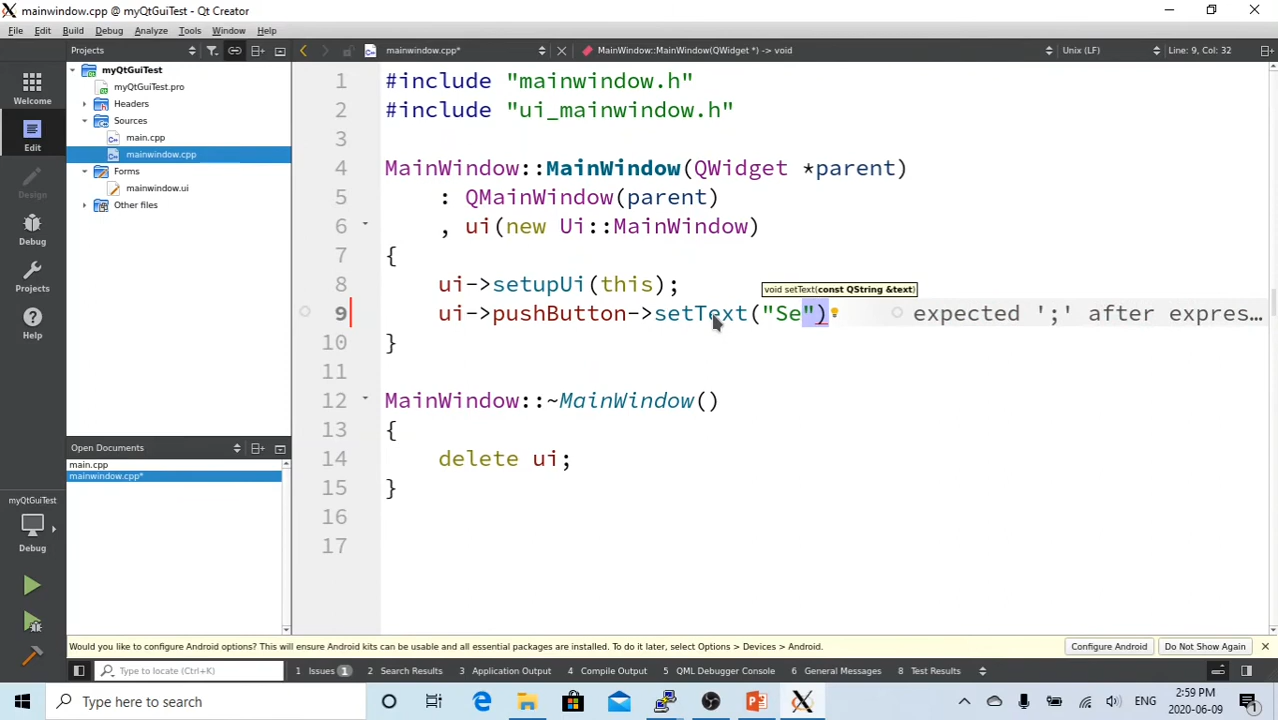 mainwindow.cpp - myQtGuiTest - Qt Creator
File Edit Build Debug Analyze Tools Window Help
Projects
mainwindow.cpp*
MainWindow::MainWindow(QWidget *) -> void
Unix (LF)
Line: 9, Col: 32
Welcome
Edit
Design
Debug
Projects
Help
myQtGuiTest
Debug
myQtGuiTest
myQtGuiTest.pro
Headers
Sources
main.cpp
mainwindow.cpp
Forms
mainwindow.ui
Other files
Open Documents
main.cpp
mainwindow.cpp*
1 #include "mainwindow.h"
2 #include "ui_mainwindow.h"
3
4 MainWindow::MainWindow(QWidget *parent)
5 : QMainWindow(parent)
6 , ui(new Ui::MainWindow)
7 {
8 ui->setupUi(this);
void setText(const QString &text)
9 ui->pushButton->setText("Se") expected ';' after expres…
10 }
11
12 MainWindow::~MainWindow()
13 {
14 delete ui;
15 }
16
17
Would you like to configure Android options? This will ensure Android kits can be usable and all essential packages are installed. To do it later, select Options > Devices > Android.
Configure Android
Do Not Show Again
Type to locate (Ctrl+K)
1 Issues 1 2 Search Results 3 Application Output 4 Compile Output 5 QML Debugger Console 6 General Messages 8 Test Results
Type here to search
ENG
2:59 PM
2020-06-09
1